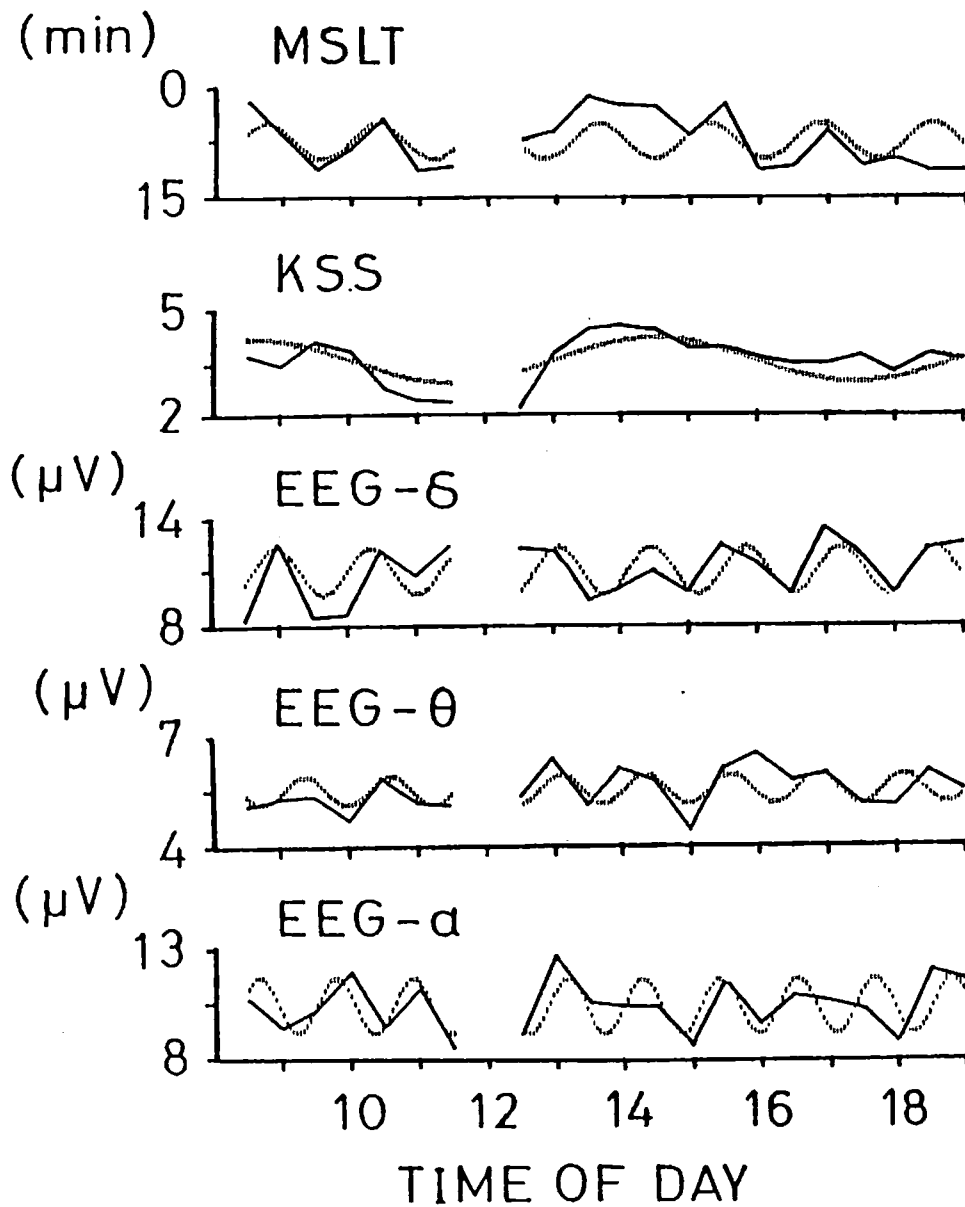 (min)
MSLT
0
15
KSS
5
2
(μV)
EEG-δ
14
8
(μV)
EEG-θ
7
4
(μV)
EEG-α
13
8
10 12 14 16 18
TIME OF DAY